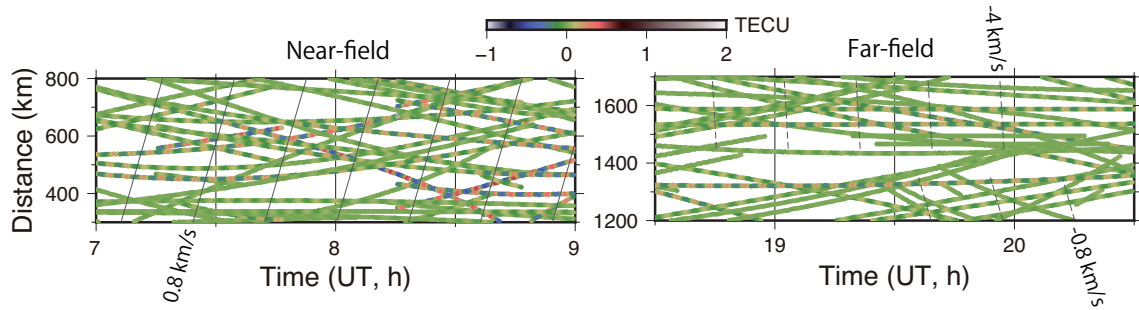 TECU
−1 0 1 2
Near-field
Far-field
-4 km/s
Distance (km)
800
600
400
1600
1400
1200
7 8 9
19 20
0.8 km/s
-0.8 km/s
Time (UT, h)
Time (UT, h)